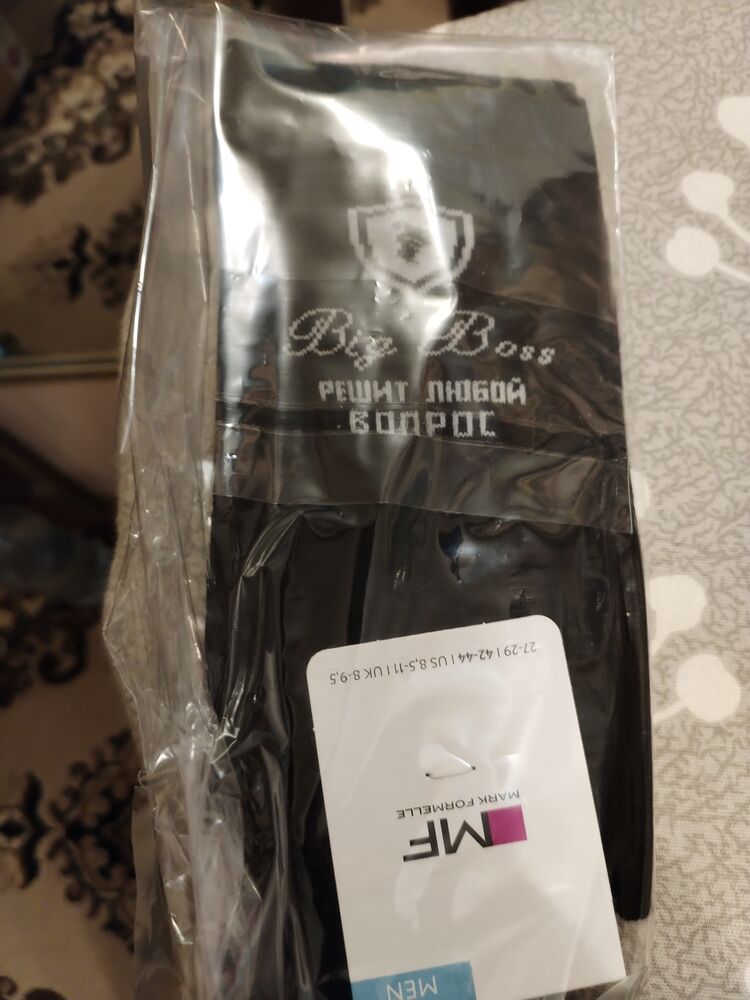 Big Boss
РЕШИТ ЛЮБОЙ
ВОПРОС
MEN
MF
MARK FORMELLE
27-29 | 42-44 | US 8,5-11 | UK 8-9,5